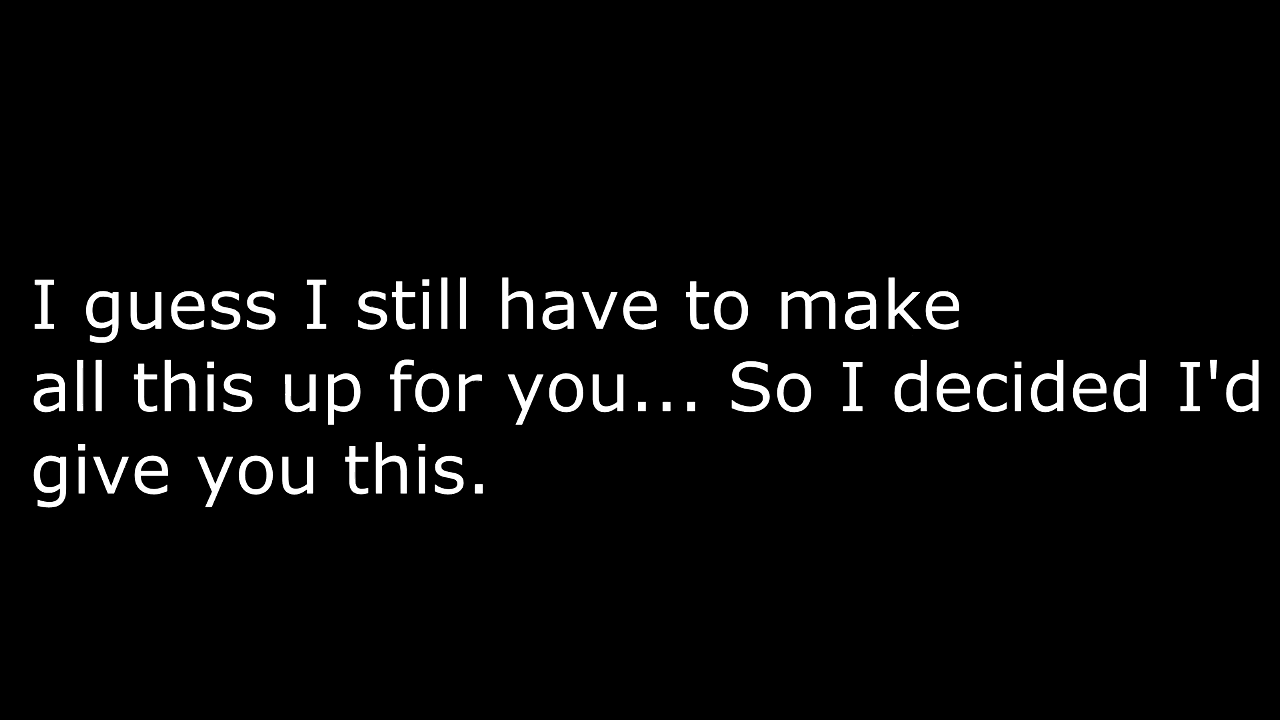 I guess I still have to make
all this up for you... So I decided I'd
give you this.